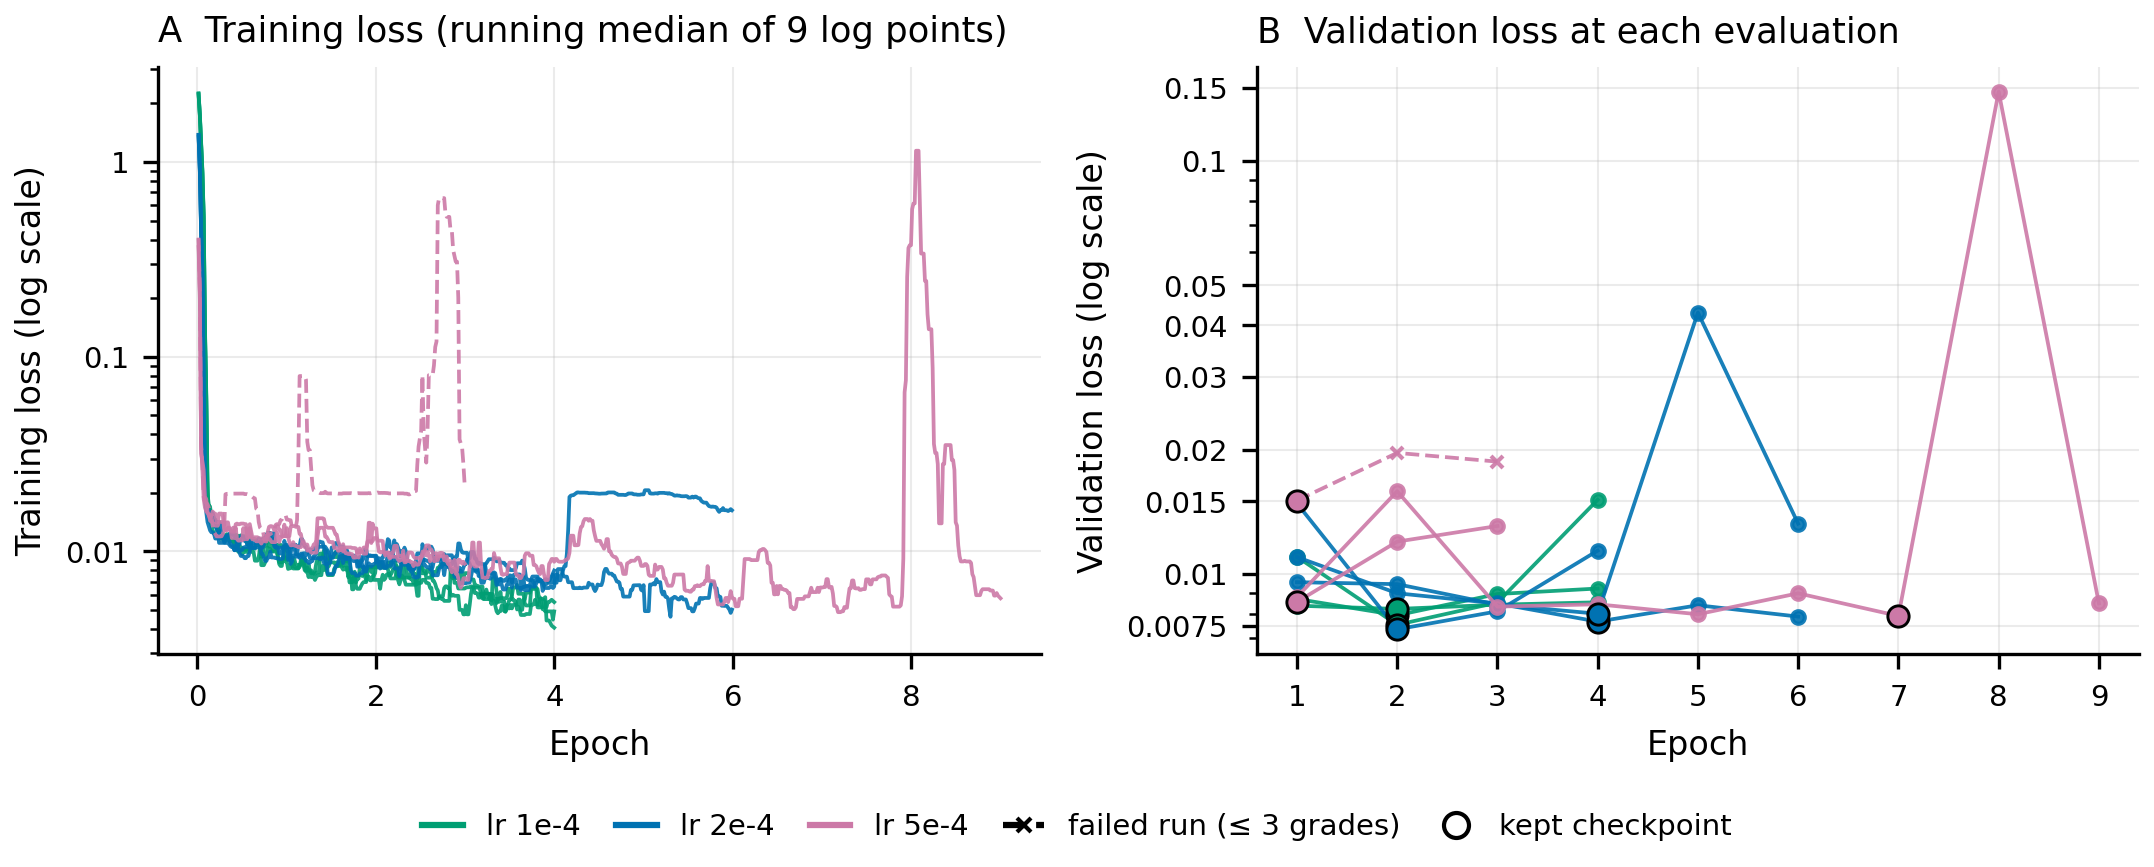 A Training loss (running median of 9 log points)
Training loss (log scale)
1
0.1
0.01
0 2 4 6 8
Epoch
B Validation loss at each evaluation
Validation loss (log scale)
0.15
0.1
0.05
0.04
0.03
0.02
0.015
0.01
0.0075
1 2 3 4 5 6 7 8 9
Epoch
lr 1e-4 lr 2e-4 lr 5e-4 failed run (≤ 3 grades) kept checkpoint